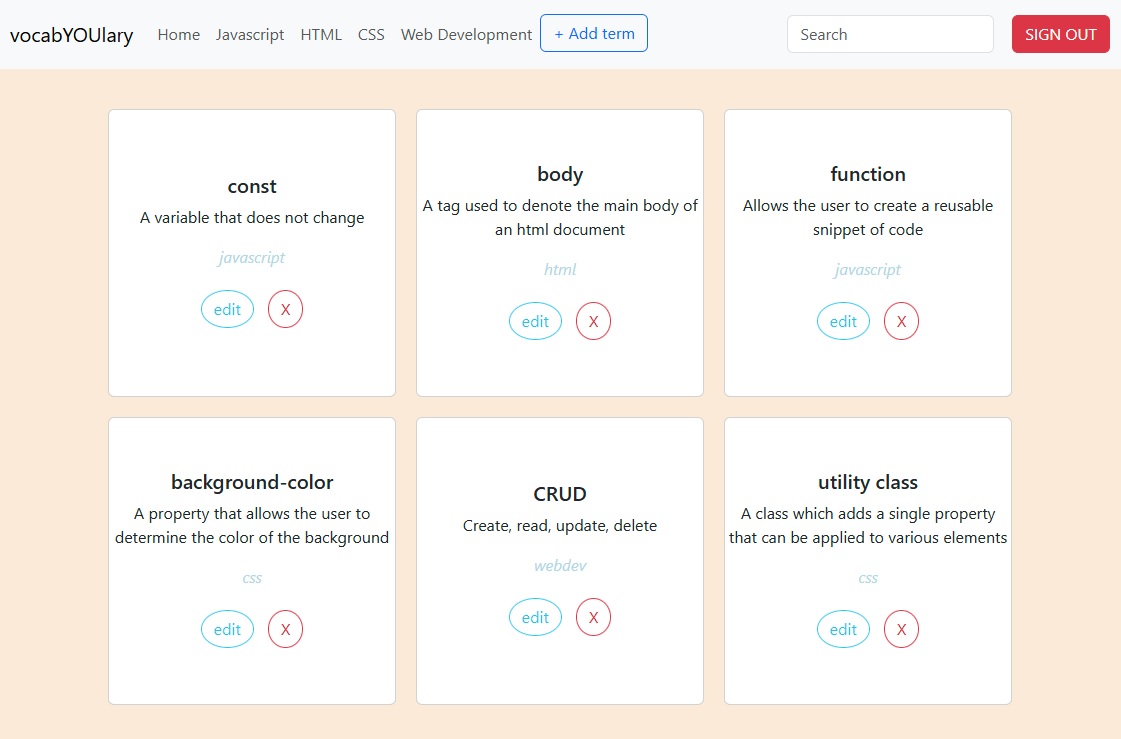 vocabYOUlary Home Javascript HTML CSS Web Development + Add term Search SIGN OUT
const
A variable that does not change
javascript
edit X
body
A tag used to denote the main body of
an html document
html
edit X
function
Allows the user to create a reusable
snippet of code
javascript
edit X
background-color
A property that allows the user to
determine the color of the background
css
edit X
CRUD
Create, read, update, delete
webdev
edit X
utility class
A class which adds a single property
that can be applied to various elements
css
edit X